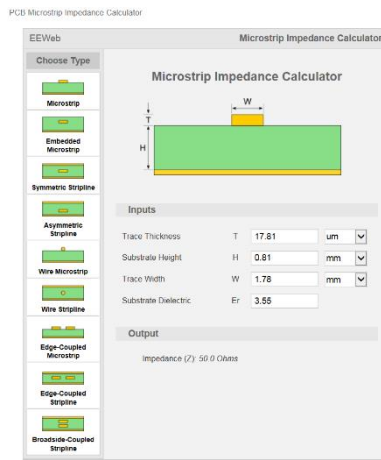 PCB Microstrip Impedance Calculator
EEWeb
Microstrip Impedance Calculator
Choose Type
Microstrip
Embedded
Microstrip
Symmetric Stripline
Asymmetric
Stripline
Wire Microstrip
Wire Stripline
Edge-Coupled
Microstrip
Edge-Coupled
Stripline
Broadside-Coupled
Stripline
Microstrip Impedance Calculator
W
T
H
Inputs
Trace Thickness T 17.81 um
Substrate Height H 0.81 mm
Trace Width W 1.78 mm
Substrate Dielectric Er 3.55
Output
Impedance (Z): 50.0 Ohms